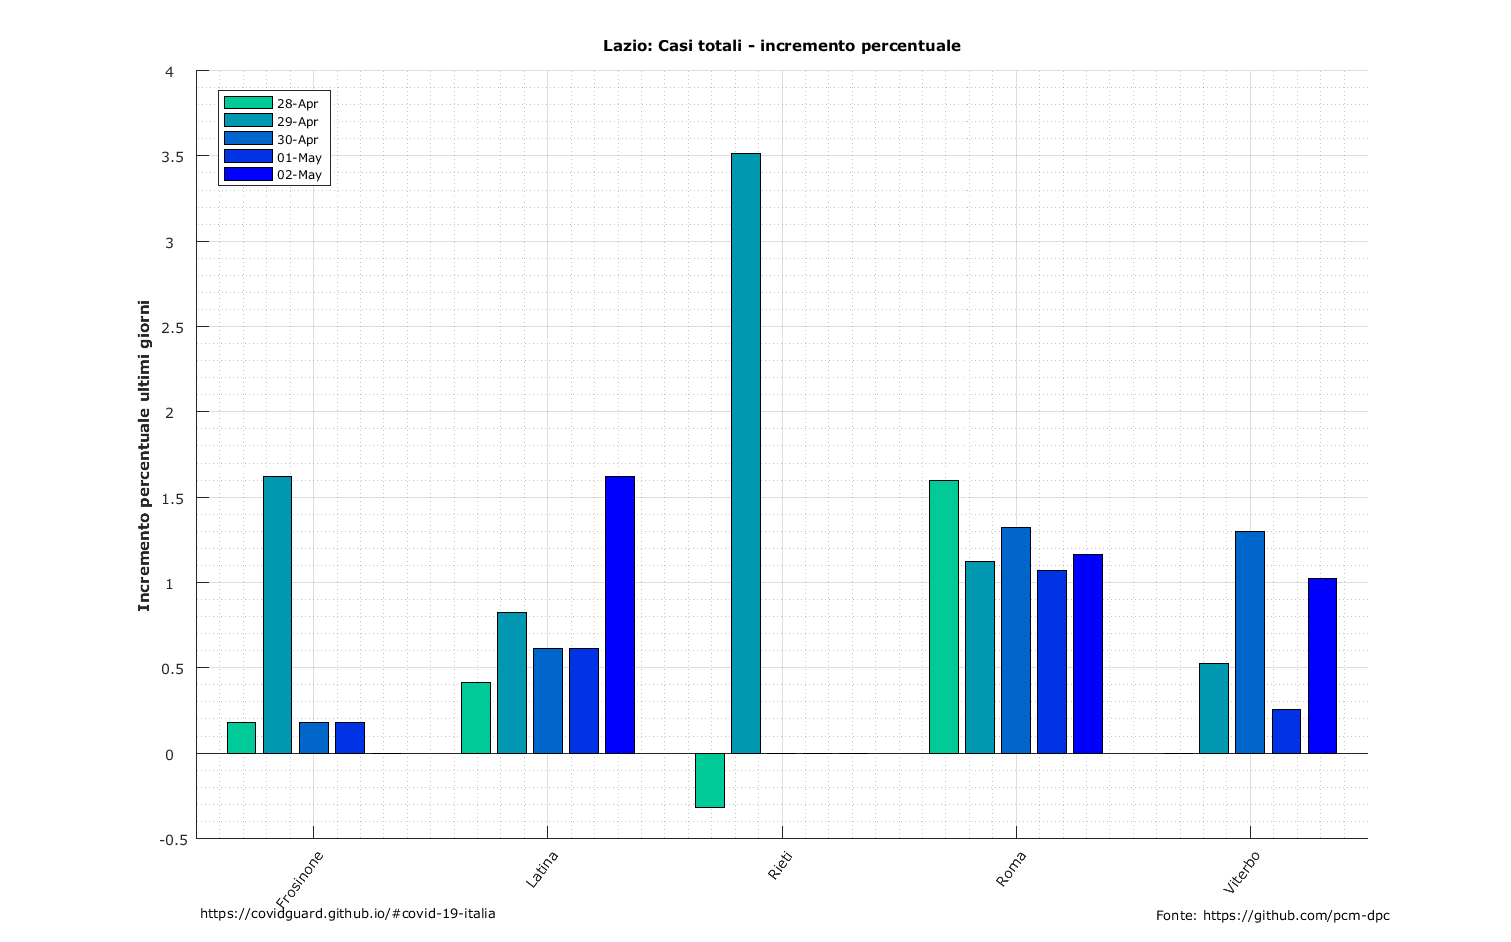 Lazio: Casi totali - incremento percentuale
28-Apr
29-Apr
30-Apr
01-May
02-May
Incremento percentuale ultimi giorni
4
3.5
3
2.5
2
1.5
1
0.5
0
-0.5
Frosinone
Latina
Rieti
Roma
Viterbo
https://covidguard.github.io/#covid-19-italia
Fonte: https://github.com/pcm-dpc